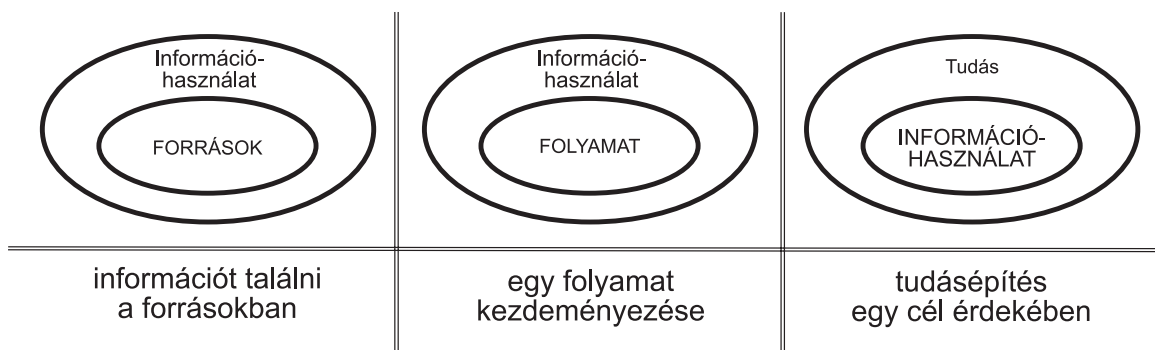 Információ-
használat
FORRÁSOK
információt találni
a forrásokban
Információ-
használat
FOLYAMAT
egy folyamat
kezdeményezése
Tudás
INFORMÁCIÓ-
HASZNÁLAT
tudásépítés
egy cél érdekében